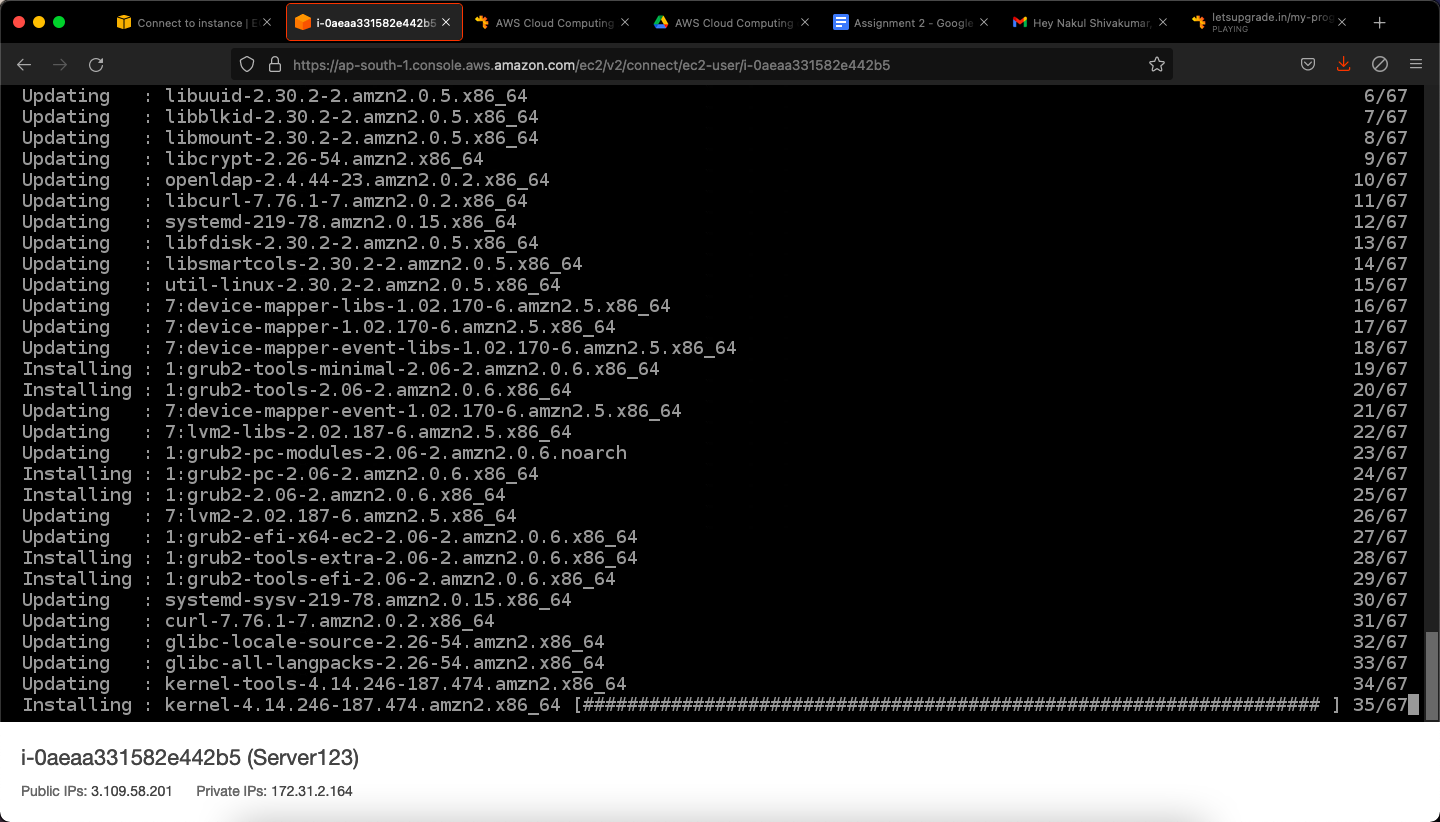 Connect to instance | E
i-0aeaa331582e442b5
AWS Cloud Computing
AWS Cloud Computing
Assignment 2 - Google
Hey Nakul Shivakumar,
letsupgrade.in/my-prog
PLAYING
https://ap-south-1.console.aws.amazon.com/ec2/v2/connect/ec2-user/i-0aeaa331582e442b5
Updating   : libuuid-2.30.2-2.amzn2.0.5.x86_64 6/67
Updating   : libblkid-2.30.2-2.amzn2.0.5.x86_64 7/67
Updating   : libmount-2.30.2-2.amzn2.0.5.x86_64 8/67
Updating   : libcrypt-2.26-54.amzn2.x86_64 9/67
Updating   : openldap-2.4.44-23.amzn2.0.2.x86_64 10/67
Updating   : libcurl-7.76.1-7.amzn2.0.2.x86_64 11/67
Updating   : systemd-219-78.amzn2.0.15.x86_64 12/67
Updating   : libfdisk-2.30.2-2.amzn2.0.5.x86_64 13/67
Updating   : libsmartcols-2.30.2-2.amzn2.0.5.x86_64 14/67
Updating   : util-linux-2.30.2-2.amzn2.0.5.x86_64 15/67
Updating   : 7:device-mapper-libs-1.02.170-6.amzn2.5.x86_64 16/67
Updating   : 7:device-mapper-1.02.170-6.amzn2.5.x86_64 17/67
Updating   : 7:device-mapper-event-libs-1.02.170-6.amzn2.5.x86_64 18/67
Installing : 1:grub2-tools-minimal-2.06-2.amzn2.0.6.x86_64 19/67
Installing : 1:grub2-tools-2.06-2.amzn2.0.6.x86_64 20/67
Updating   : 7:device-mapper-event-1.02.170-6.amzn2.5.x86_64 21/67
Updating   : 7:lvm2-libs-2.02.187-6.amzn2.5.x86_64 22/67
Updating   : 1:grub2-pc-modules-2.06-2.amzn2.0.6.noarch 23/67
Installing : 1:grub2-pc-2.06-2.amzn2.0.6.x86_64 24/67
Installing : 1:grub2-2.06-2.amzn2.0.6.x86_64 25/67
Updating   : 7:lvm2-2.02.187-6.amzn2.5.x86_64 26/67
Updating   : 1:grub2-efi-x64-ec2-2.06-2.amzn2.0.6.x86_64 27/67
Installing : 1:grub2-tools-extra-2.06-2.amzn2.0.6.x86_64 28/67
Installing : 1:grub2-tools-efi-2.06-2.amzn2.0.6.x86_64 29/67
Updating   : systemd-sysv-219-78.amzn2.0.15.x86_64 30/67
Updating   : curl-7.76.1-7.amzn2.0.2.x86_64 31/67
Updating   : glibc-locale-source-2.26-54.amzn2.x86_64 32/67
Updating   : glibc-all-langpacks-2.26-54.amzn2.x86_64 33/67
Updating   : kernel-tools-4.14.246-187.474.amzn2.x86_64 34/67
Installing : kernel-4.14.246-187.474.amzn2.x86_64 [################################################################### ] 35/67
i-0aeaa331582e442b5 (Server123)
Public IPs: 3.109.58.201 Private IPs: 172.31.2.164